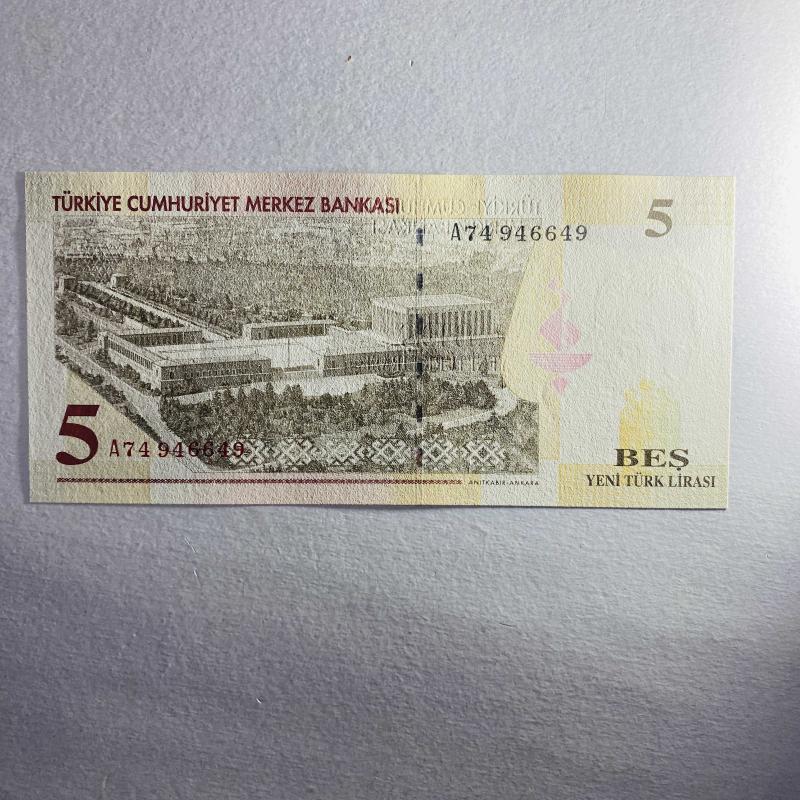 TÜRKİYE CUMHURİYET MERKEZ BANKASI
5
A74 946649
5
A74 946649
BEŞ
YENİ TÜRK LİRASI
ANITKABİR-ANKARA